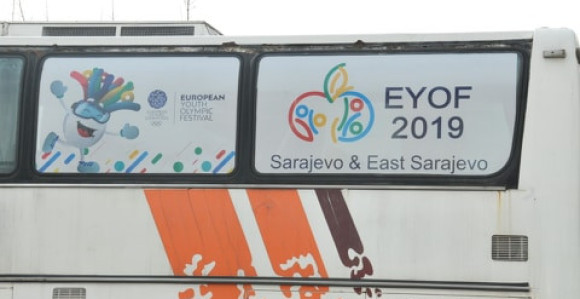 EUROPEAN
YOUTH
OLYMPIC
FESTIVAL
EYOF
2019
Sarajevo & East Sarajevo